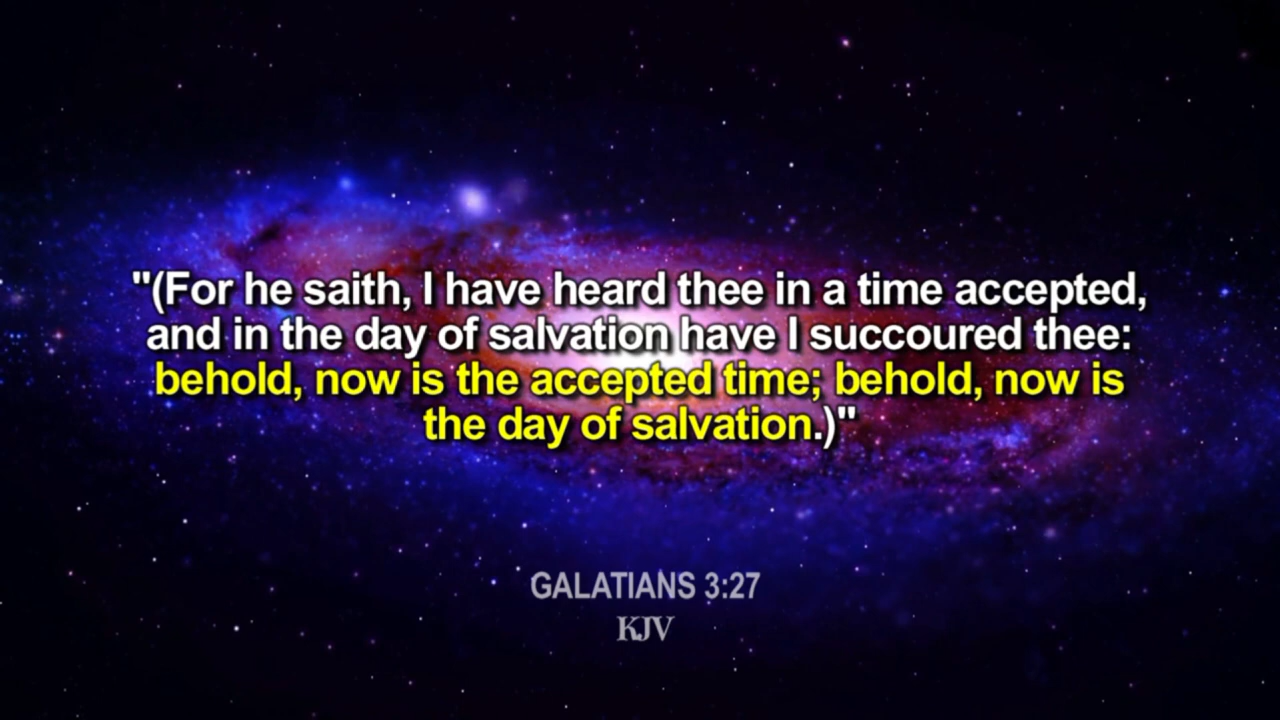 "(For he saith, I have heard thee in a time accepted,
and in the day of salvation have I succoured thee:
behold, now is the accepted time; behold, now is
the day of salvation.)"
GALATIANS 3:27
KJV